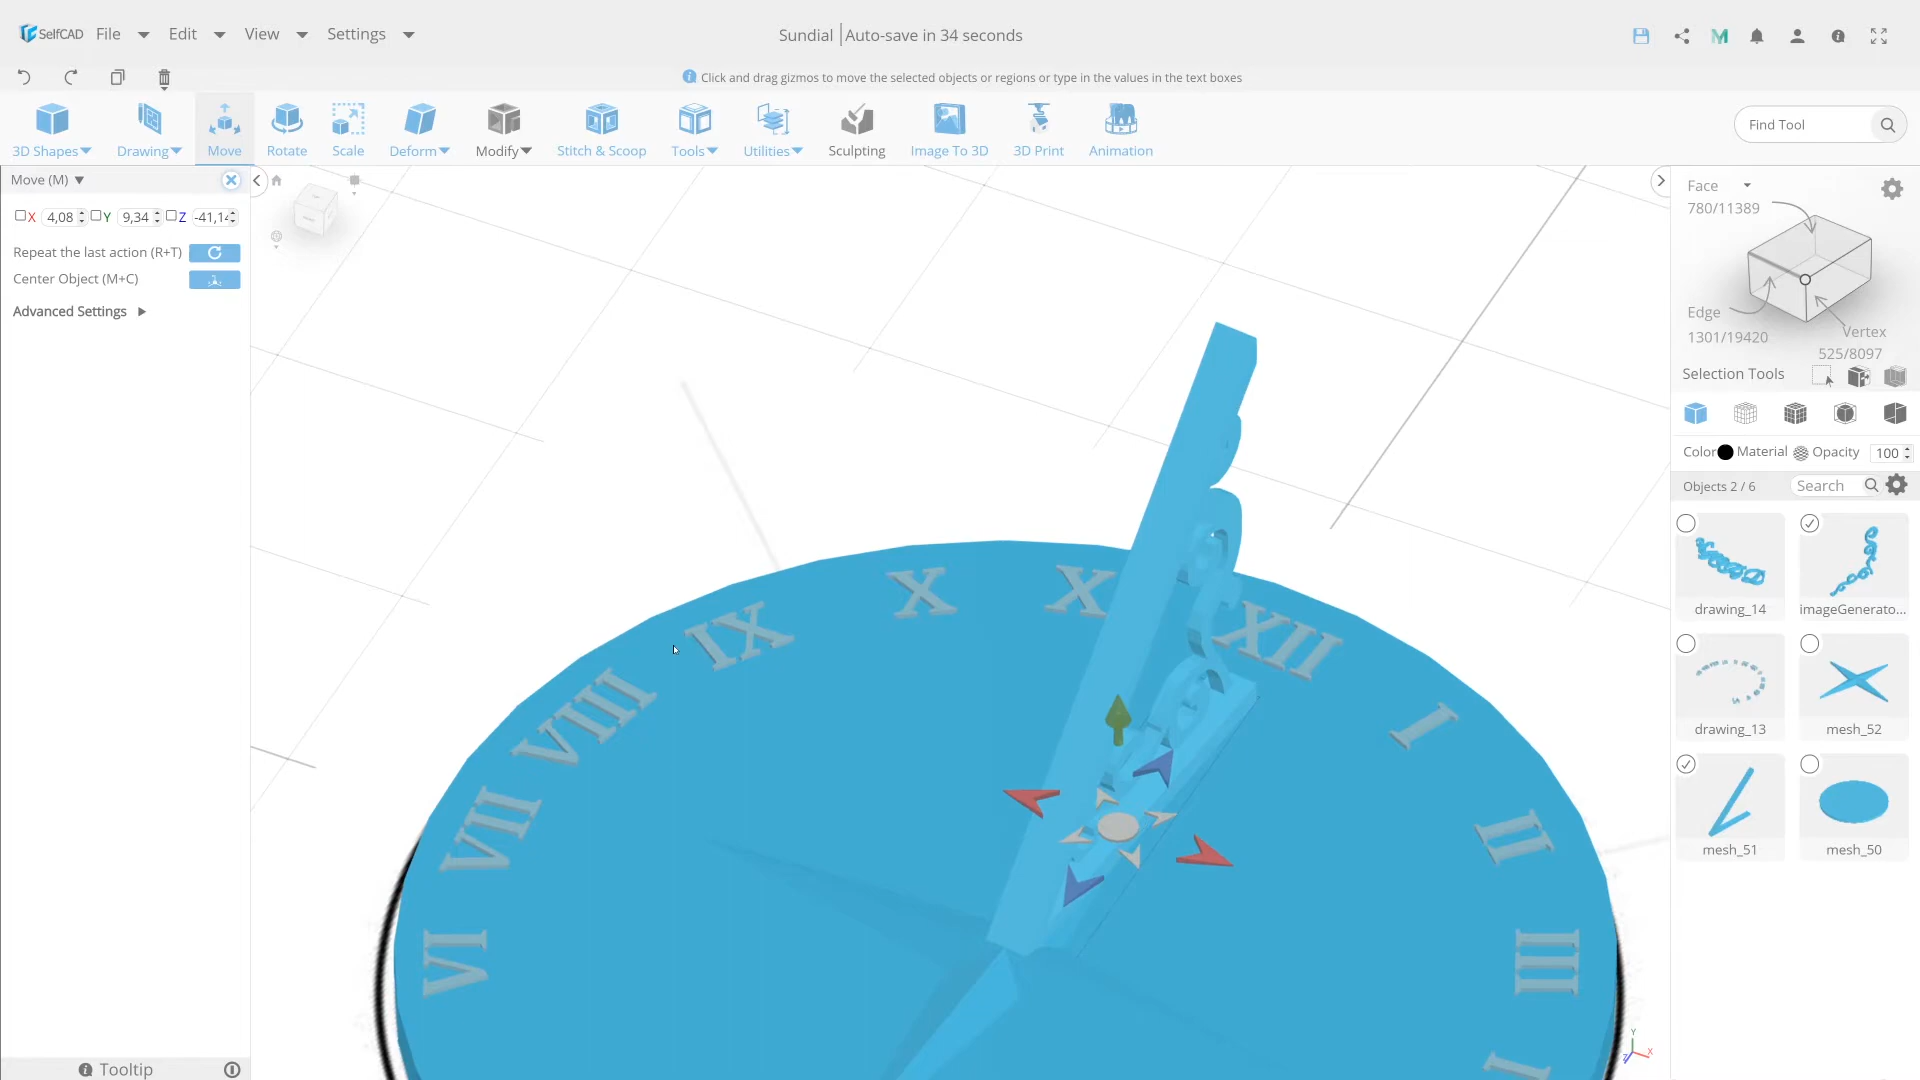 SelfCAD File Edit View Settings
Sundial Auto-save in 34 seconds
Click and drag gizmos to move the selected objects or regions or type in the values in the text boxes
3D Shapes Drawing Move Rotate Scale Deform Modify Stitch & Scoop Tools Utilities Sculpting Image To 3D 3D Print Animation
Find Tool
Move (M)
X 4,08 Y 9,34 Z -41,14
Repeat the last action (R+T)
Center Object (M+C)
Advanced Settings
Tooltip
IX X X XII
VIII I
VII II
VI III
I
Y
X
Z
Face
780/11389
Edge
1301/19420
Vertex
525/8097
Selection Tools
Color Material Opacity 100
Objects 2 / 6 Search
drawing_14 imageGenerato...
drawing_13 mesh_52
mesh_51 mesh_50